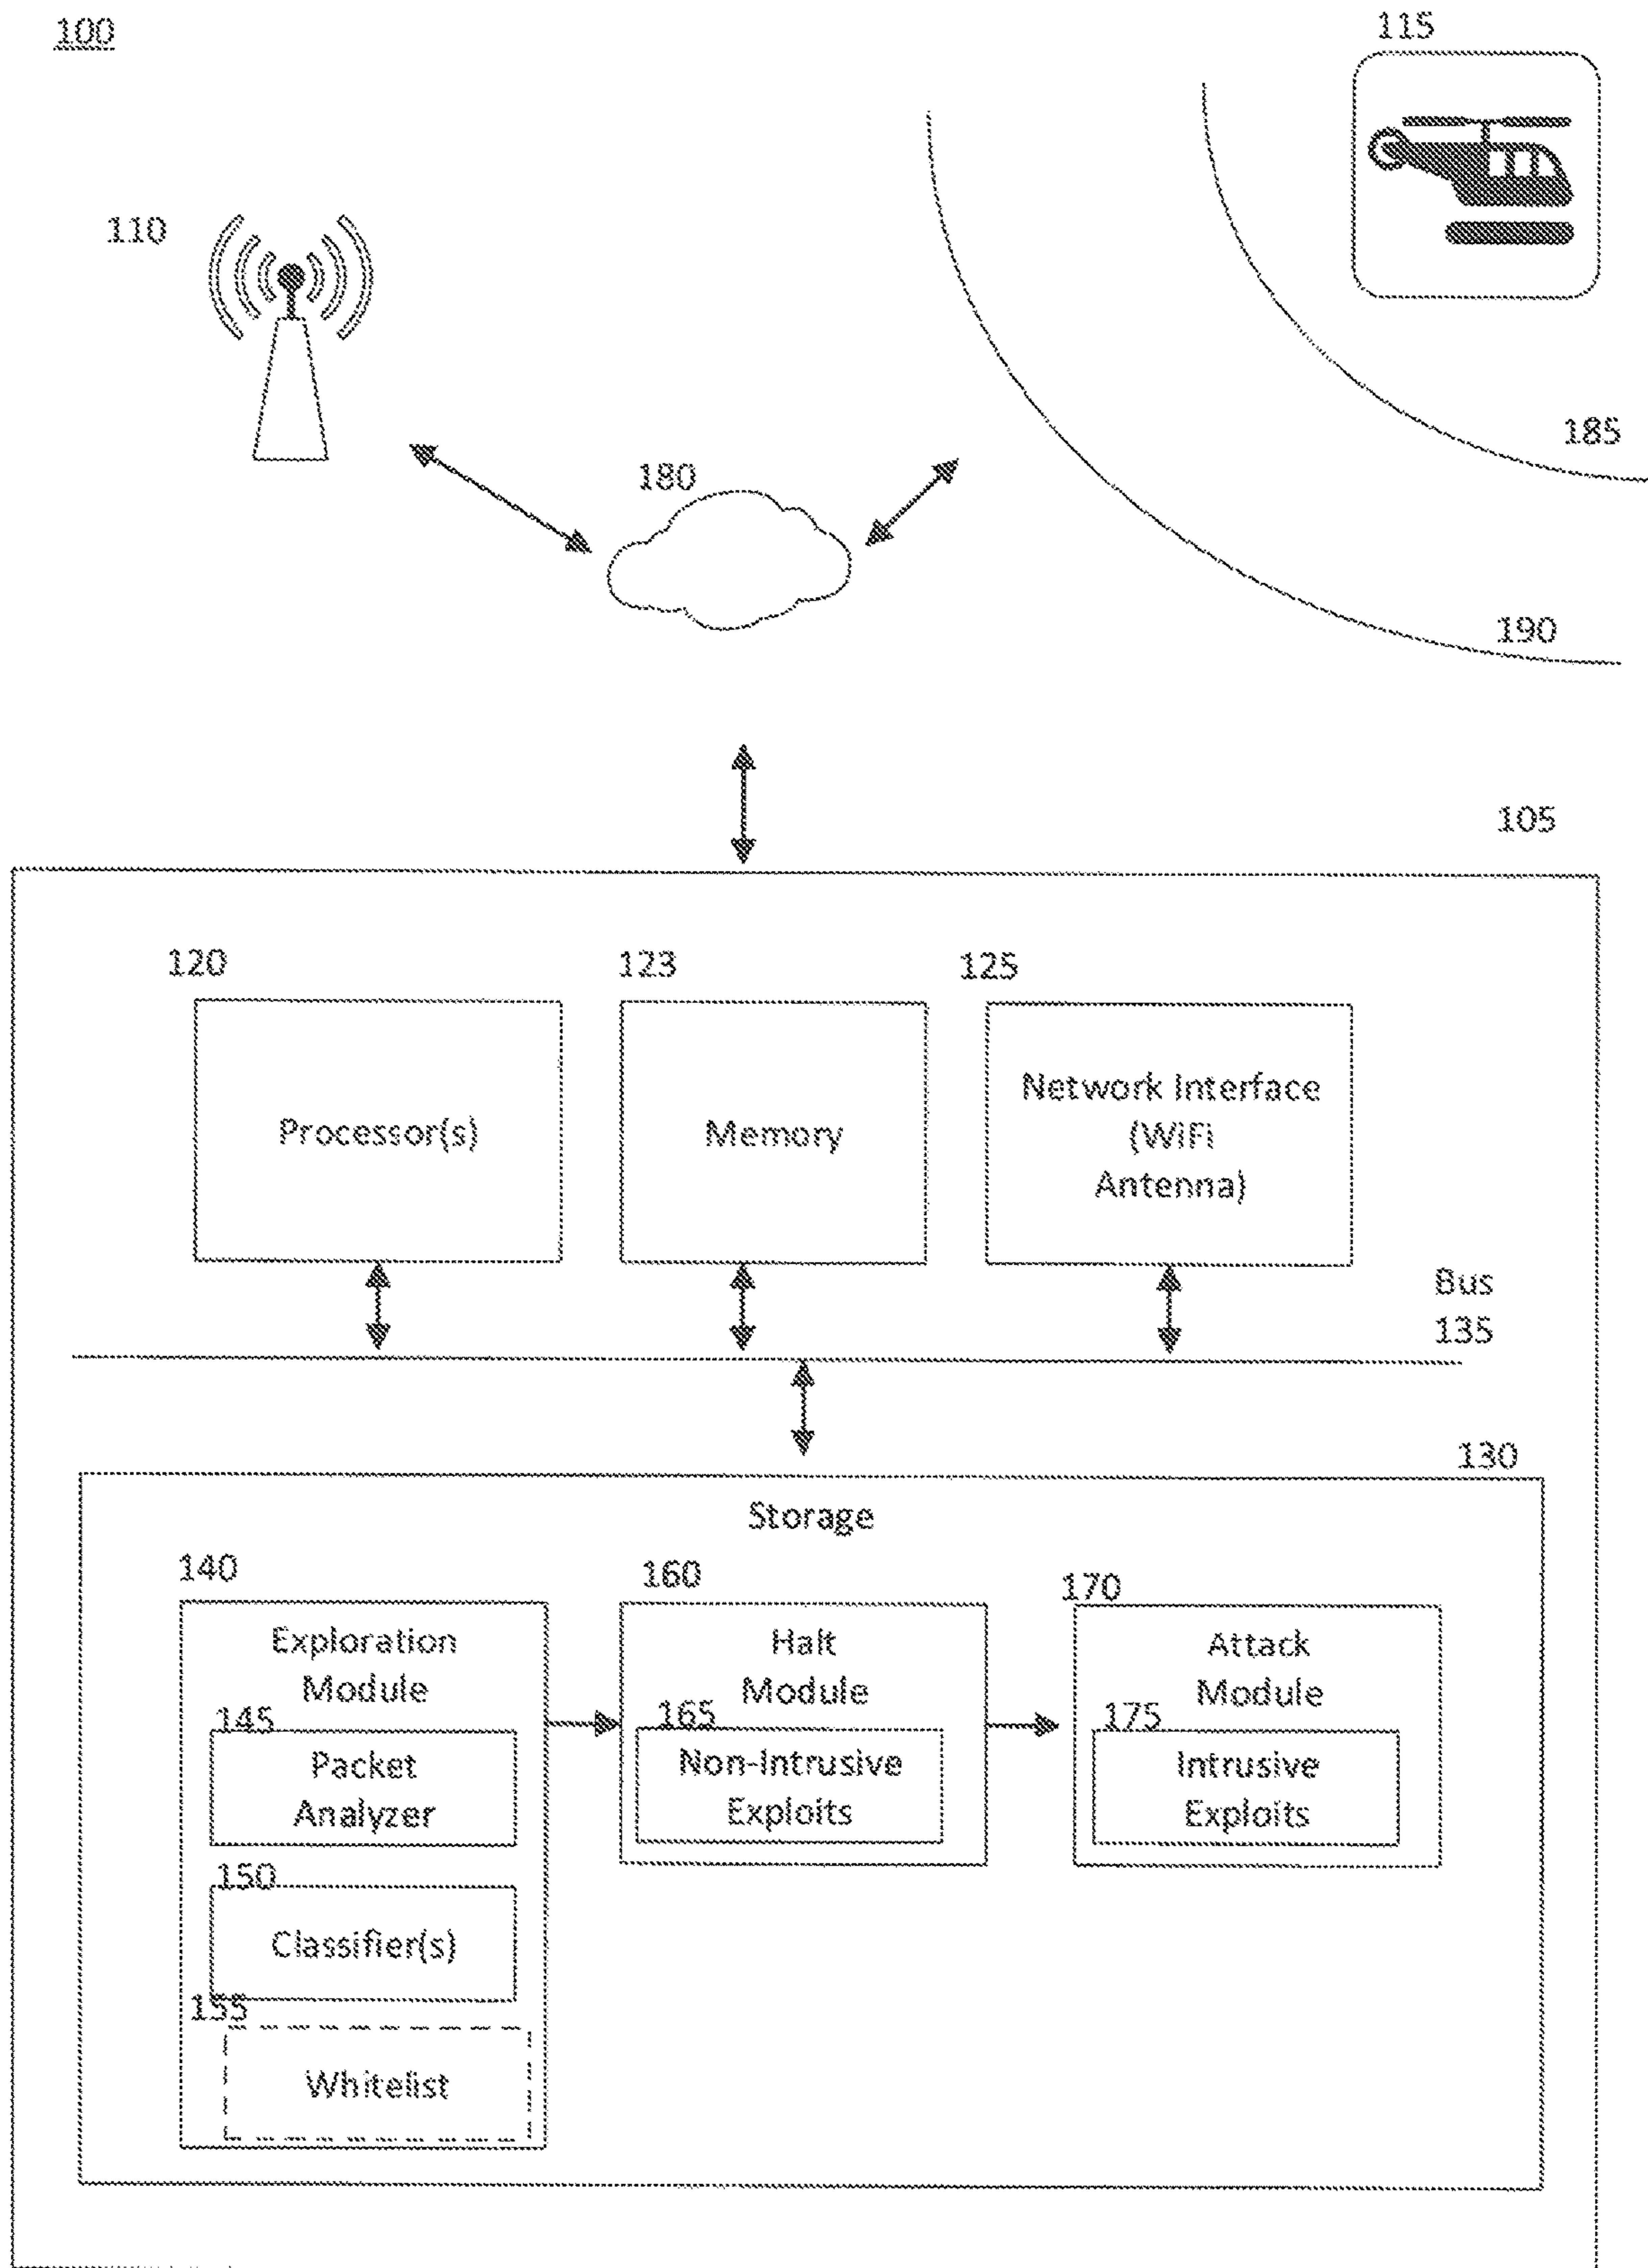 100
115
110
180
185
190
105
120
123
125
Processor(s)
Memory
Network Interface
(WiFi
Antenna)
Bus
135
130
Storage
140
160
170
Exploration
Module
Halt
Module
Attack
Module
145
165
175
Packet
Analyzer
Non-Intrusive
Exploits
Intrusive
Exploits
150
Classifier(s)
155
Whitelist